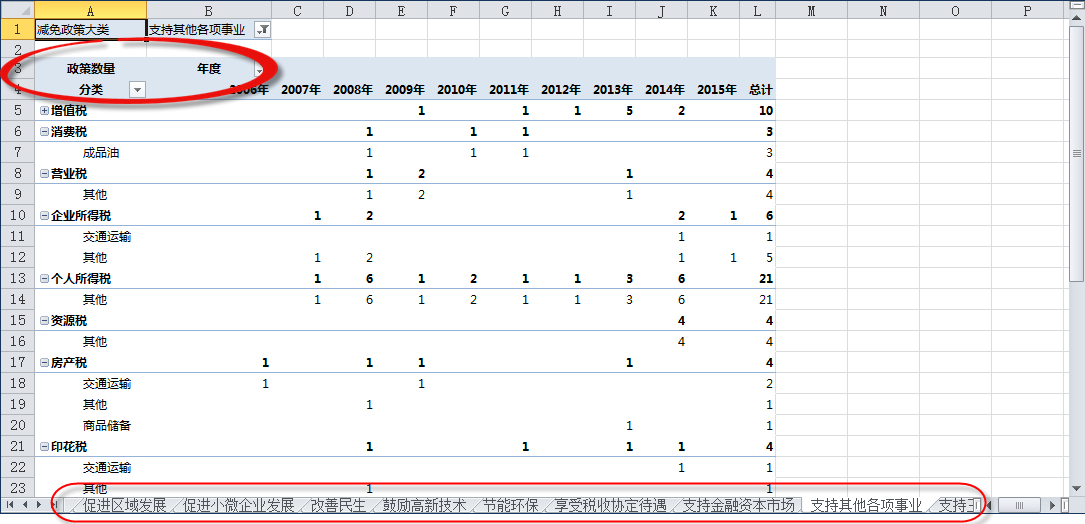 A B C D E F G H I J K L M N O P
1 减免政策大类 支持其他各项事业
2
3 政策数量 年度
4 分类 2006年 2007年 2008年 2009年 2010年 2011年 2012年 2013年 2014年 2015年 总计
5 增值税 1 1 1 5 2 10
6 消费税 1 1 1 3
7 成品油 1 1 1 3
8 营业税 1 2 1 4
9 其他 1 2 1 4
10 企业所得税 1 2 2 1 6
11 交通运输 1 1
12 其他 1 2 1 1 5
13 个人所得税 1 6 1 2 1 1 3 6 21
14 其他 1 6 1 2 1 1 3 6 21
15 资源税 4 4
16 其他 4 4
17 房产税 1 1 1 1 4
18 交通运输 1 1 2
19 其他 1 1
20 商品储备 1 1
21 印花税 1 1 1 1 4
22 交通运输 1 1
23 其他 1 1
促进区域发展 促进小微企业发展 改善民生 鼓励高新技术 节能环保 享受税收协定待遇 支持金融资本市场 支持其他各项事业 支持